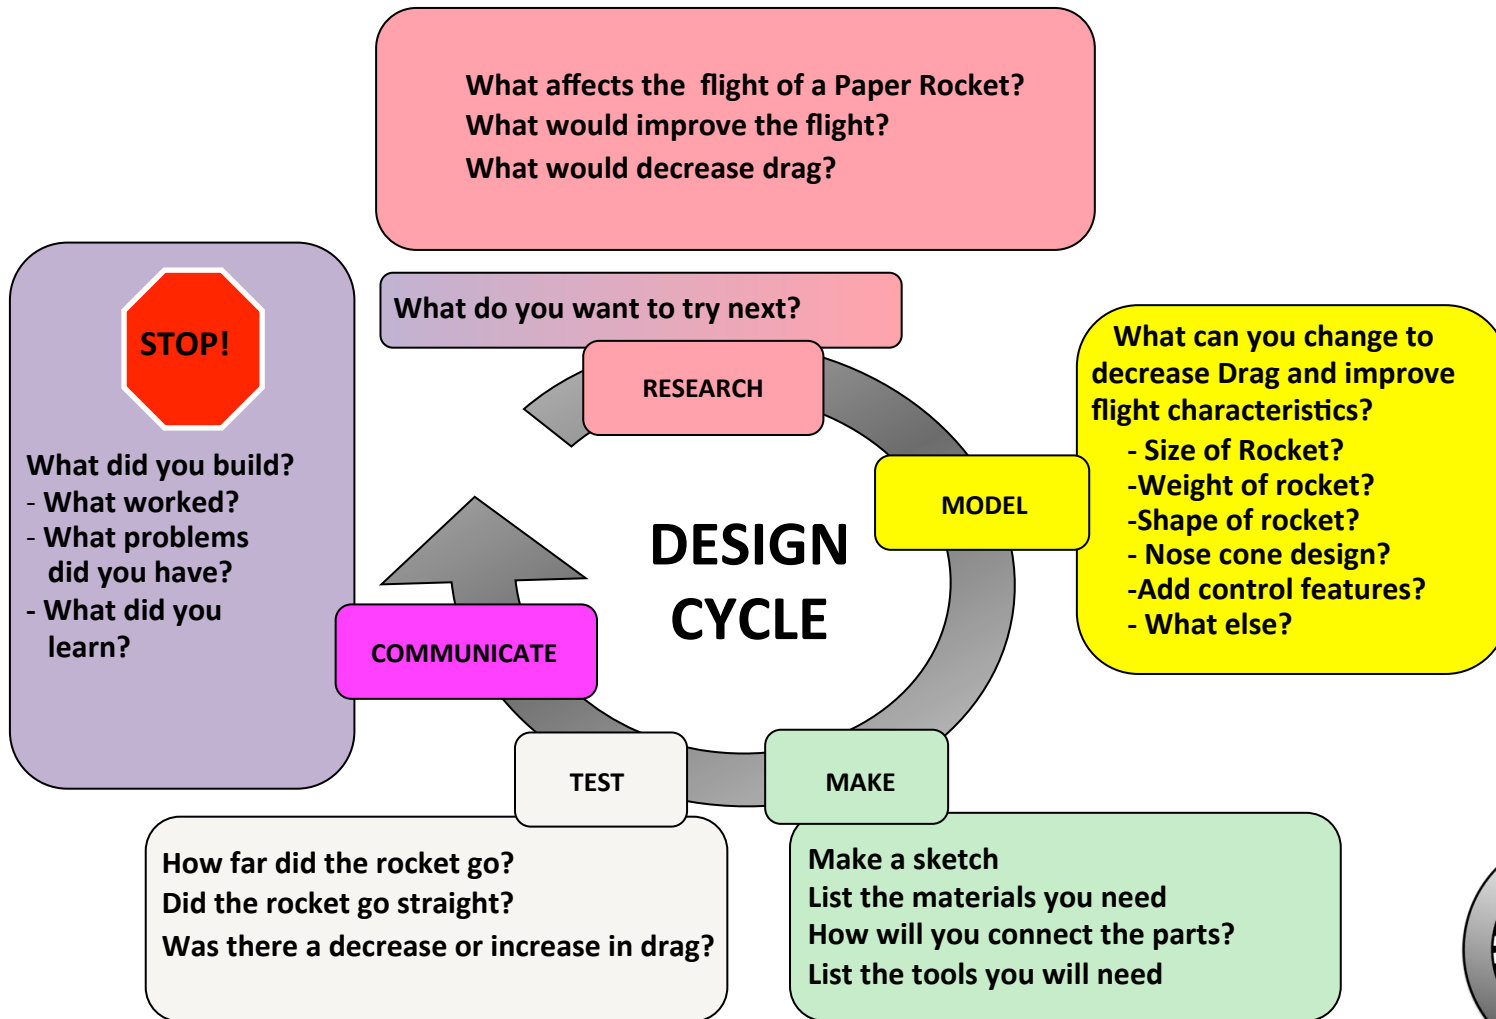 What affects the flight of a Paper Rocket?
What would improve the flight?
What would decrease drag?
What do you want to try next?
RESEARCH
STOP!
What did you build?
- What worked?
- What problems
did you have?
- What did you
learn?
What can you change to
decrease Drag and improve
flight characteristics?
- Size of Rocket?
-Weight of rocket?
-Shape of rocket?
- Nose cone design?
-Add control features?
- What else?
MODEL
DESIGN
CYCLE
COMMUNICATE
TEST
MAKE
How far did the rocket go?
Did the rocket go straight?
Was there a decrease or increase in drag?
Make a sketch
List the materials you need
How will you connect the parts?
List the tools you will need